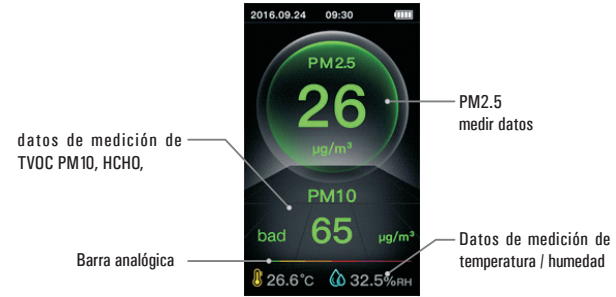 2016.09.24 09:30
PM2.5
26
µg/m³
PM2.5
medir datos
datos de medición de
TVOC PM10, HCHO,
PM10
bad 65 µg/m³
Barra analógica
Datos de medición de
temperatura / humedad
26.6°c 32.5%RH